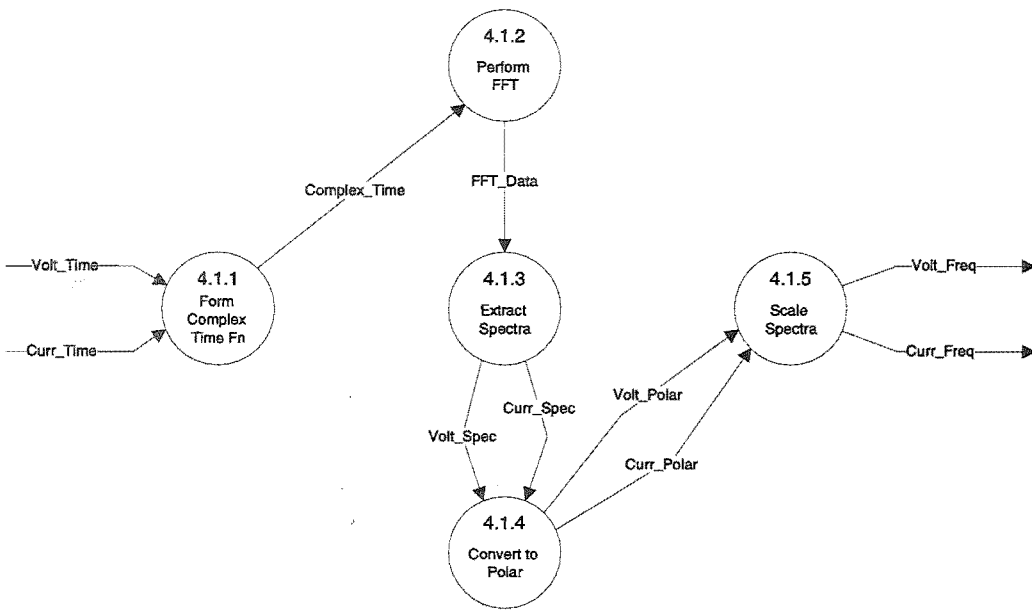 4.1.2
Perform
FFT
Complex_Time
FFT_Data
Volt_Time
4.1.1
Form
Complex
Time Fn
Curr_Time
4.1.3
Extract
Spectra
4.1.5
Scale
Spectra
Volt_Freq
Curr_Freq
Volt_Polar
Curr_Spec
Volt_Spec
Curr_Polar
4.1.4
Convert to
Polar